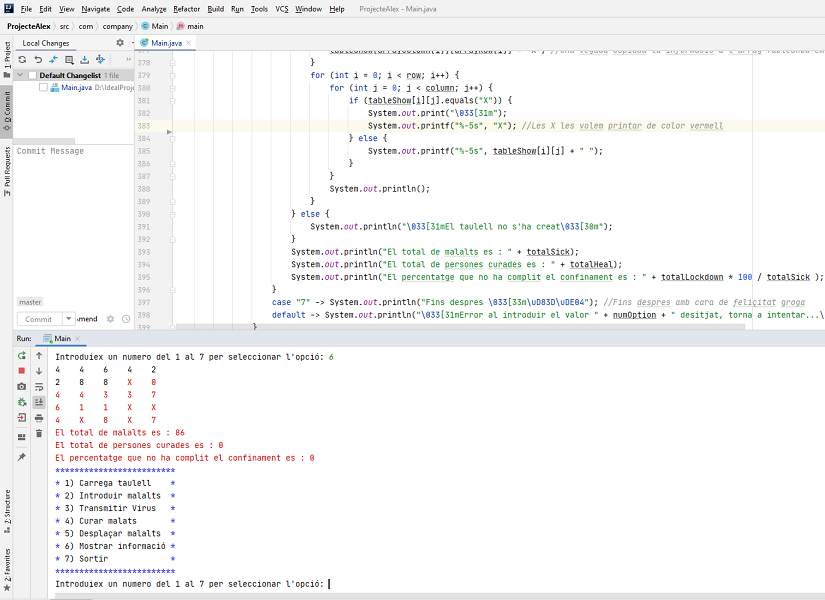 File Edit View Navigate Code Analyze Refactor Build Run Tools VCS Window Help ProjecteAlex - Main.java
ProjecteAlex src com company Main main
1: Project
Local Changes
Main.java
Default Changelist 1 file
Main.java D:\IdealProje
0: Commit
Pull Requests
Commit Message
378 }
379 for (int i = 0; i < row; i++) {
380 for (int j = 0; j < column; j++) {
381 if (tableShow[i][j].equals("X")) {
382 System.out.print("\033[31m");
383 System.out.printf("%-5s", "X"); //Les X les volem printar de color vermell
384 } else {
385 System.out.printf("%-5s", tableShow[i][j] + " ");
386 }
387 }
388 System.out.println();
389 }
390 } else {
391 System.out.println("\033[31mEl taulell no s'ha creat\033[30m");
392 }
393 System.out.println("El total de malalts es : " + totalSick);
394 System.out.println("El total de persones curades es : " + totalHeal);
395 System.out.println("El percentatge que no ha complit el confinament es : " + totalLockdown * 100 / totalSick );
396 }
397 case "7" -> System.out.println("Fins despres \033[33m\uD83D\uDE04"); //Fins despres amb cara de felicitat groga
398 default -> System.out.println("\033[31mError al introduir el valor " + numOption + " desitjat, torna a intentar...\
399 }
master
Commit
Amend
Run: Main
Introduiex un numero del 1 al 7 per seleccionar l'opció: 6
4 4 6 4 2
2 8 8 X 0
4 4 3 3 7
6 1 1 X X
4 X 8 X 7
El total de malalts es : 86
El total de persones curades es : 0
El percentatge que no ha complit el confinament es : 0
*************************
* 1) Carrega taulell *
* 2) Introduir malalts *
* 3) Transmitir Virus *
* 4) Curar malats *
* 5) Desplaçar malalts *
* 6) Mostrar informació *
* 7) Sortir *
*************************
Introduiex un numero del 1 al 7 per seleccionar l'opció:
7: Structure
2: Favorites